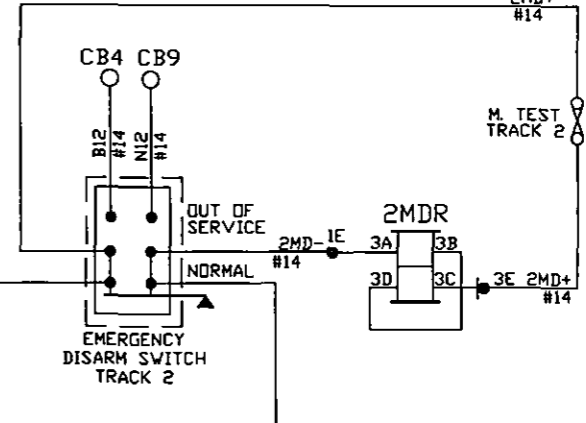 #14
CB4 CB9
M. TEST
TRACK 2
B12 #14 N12 #14
OUT OF
SERVICE
2MD- 1E
#14
2MDR
3A 3B
3D 3C
3E 2MD+
#14
NORMAL
EMERGENCY
DISARM SWITCH
TRACK 2